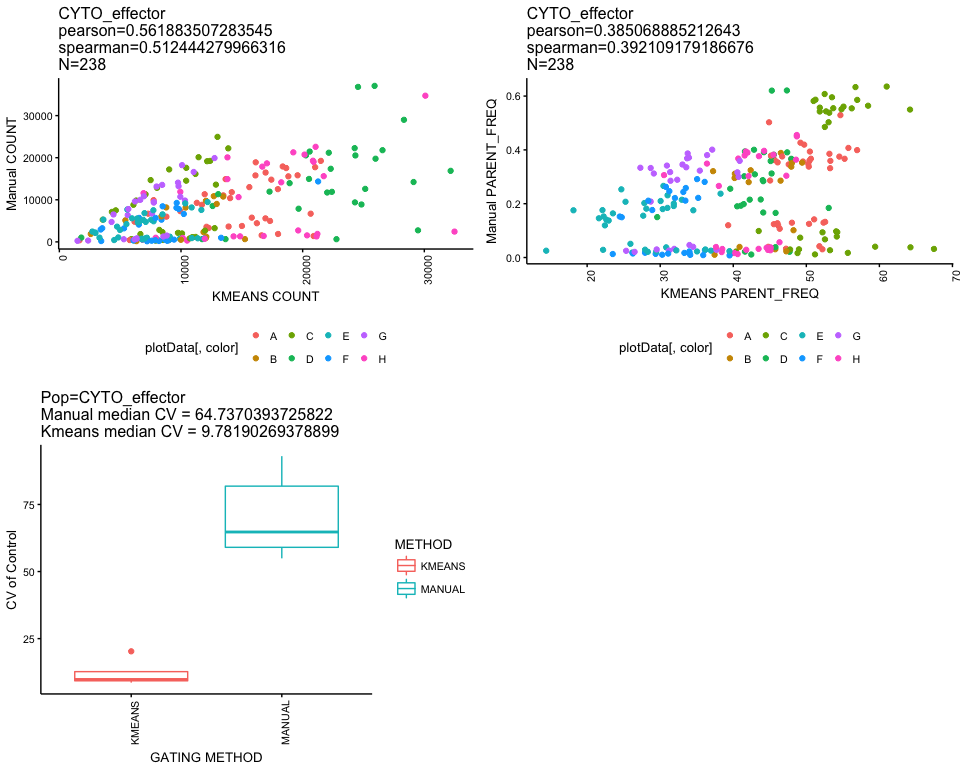 CYTO_effector
pearson=0.561883507283545
spearman=0.512444279966316
N=238
Manual COUNT
30000
20000
10000
0
0
100000
200000
300000
KMEANS COUNT
plotData[, color]
A
C
E
G
B
D
F
H
CYTO_effector
pearson=0.385068885212643
spearman=0.392109179186676
N=238
Manual PARENT_FREQ
0.6
0.4
0.2
0.0
20
30
40
50
60
70
KMEANS PARENT_FREQ
plotData[, color]
A
C
E
G
B
D
F
H
Pop=CYTO_effector
Manual median CV = 64.7370393725822
Kmeans median CV = 9.78190269378899
CV of Control
75
50
25
KMEANS
MANUAL
GATING METHOD
METHOD
KMEANS
MANUAL